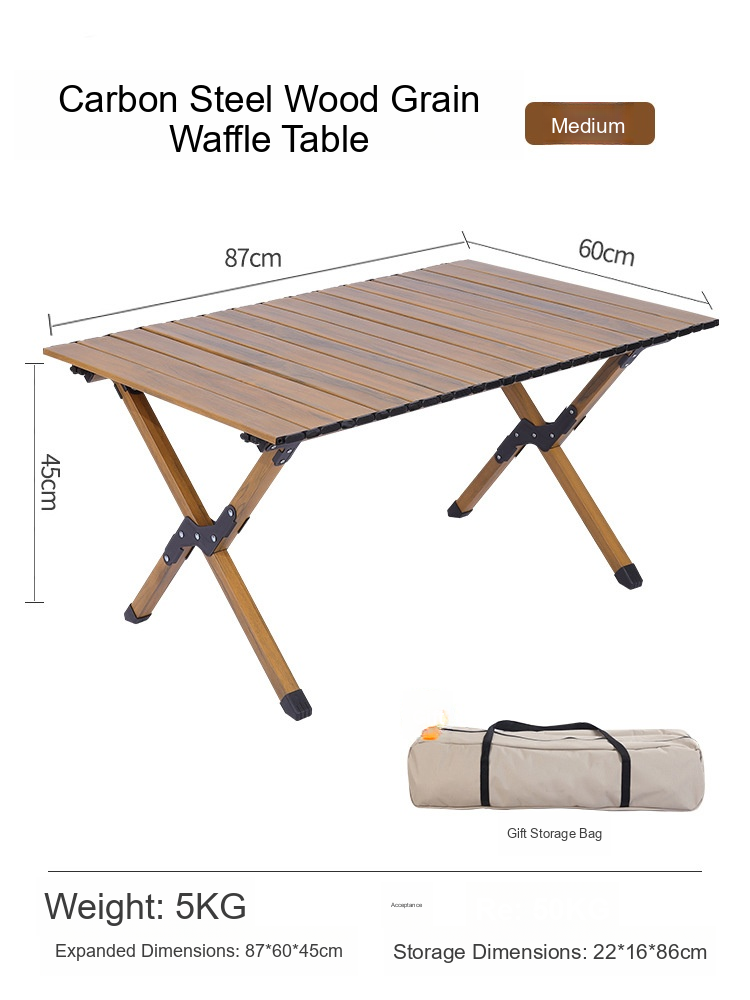 Carbon Steel Wood Grain
Waffle Table
Medium
87cm
60cm
45cm
Gift Storage Bag
Weight: 5KG
Acceptance
Expanded Dimensions: 87*60*45cm
Storage Dimensions: 22*16*86cm